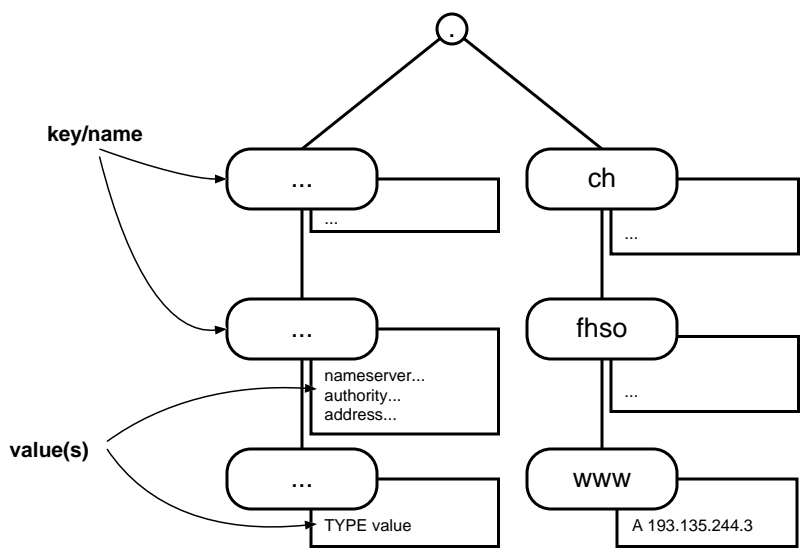 .
key/name
...
ch
...
...
...
fhso
nameserver...
authority...
address...
...
value(s)
...
www
TYPE value
A 193.135.244.3